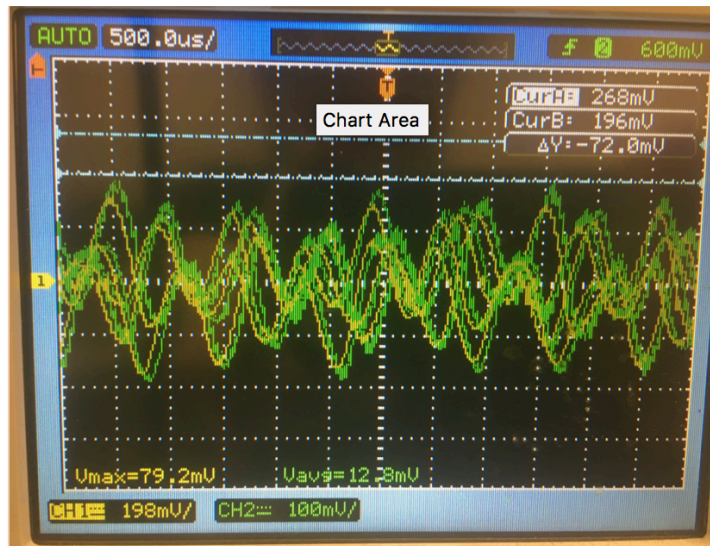 AUTO 500.0us/ 600mV
T
CurA= 268mV
Chart Area
CurB= 196mV
ΔY=-72.0mV
1
Vmax=79.2mV Vavg=12.8mV
CH1 198mV/ CH2 100mV/